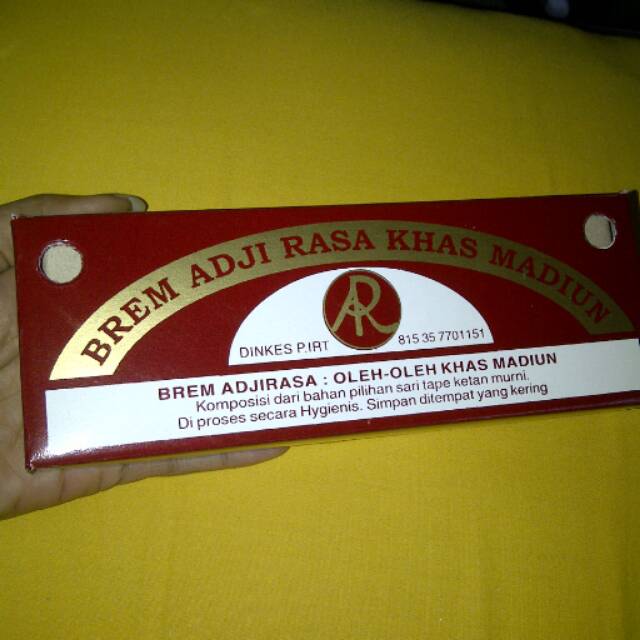 BREM ADJI RASA KHAS MADIUN
AR
DINKES P.IRT 815 35 7701151
BREM ADJIRASA : OLEH-OLEH KHAS MADIUN
Komposisi dari bahan pilihan sari tape ketan murni.
Di proses secara Hygienis. Simpan ditempat yang kering